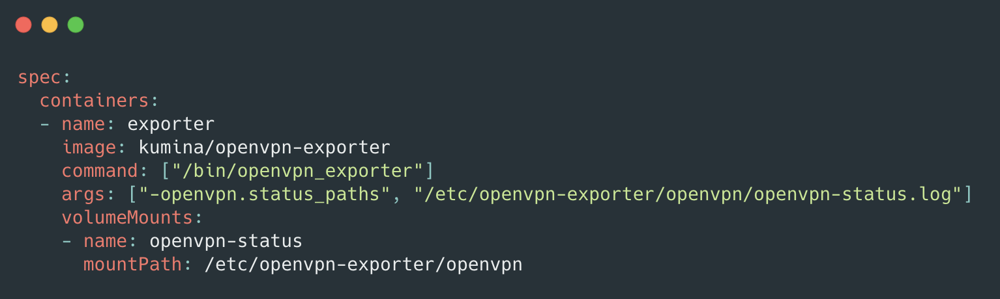 spec:
  containers:
  - name: exporter
    image: kumina/openvpn-exporter
    command: ["/bin/openvpn_exporter"]
    args: ["-openvpn.status_paths", "/etc/openvpn-exporter/openvpn/openvpn-status.log"]
    volumeMounts:
    - name: openvpn-status
      mountPath: /etc/openvpn-exporter/openvpn